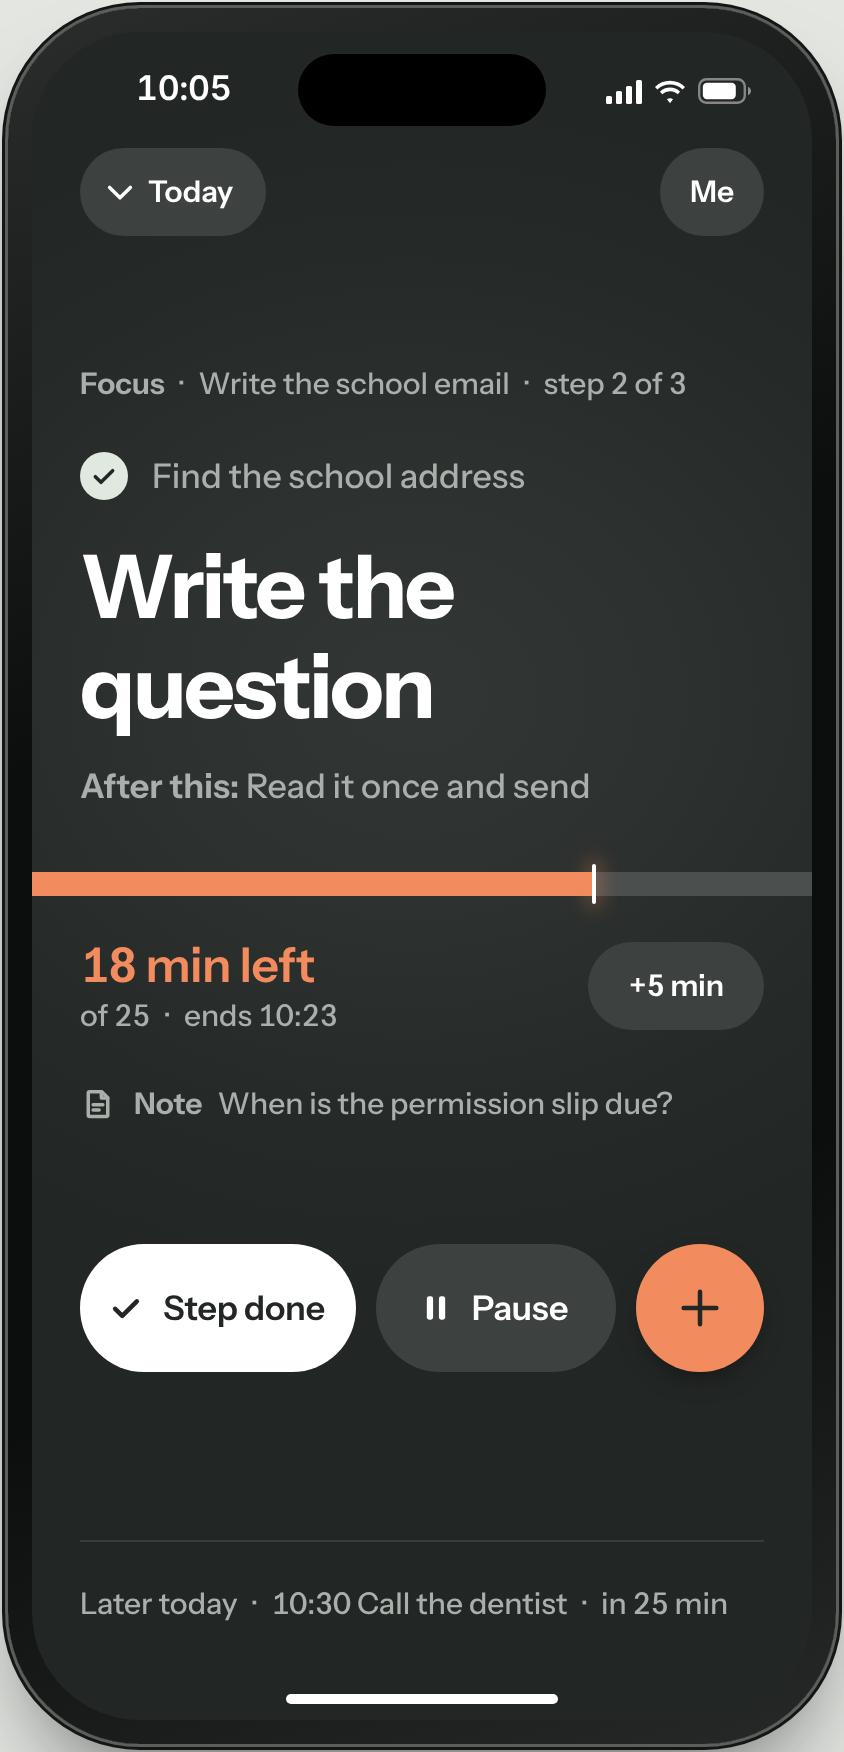 10:05
Today
Me
Focus · Write the school email · step 2 of 3
Find the school address
Write the
question
After this: Read it once and send
18 min left
of 25 · ends 10:23
+5 min
Note When is the permission slip due?
Step done
Pause
Later today · 10:30 Call the dentist · in 25 min